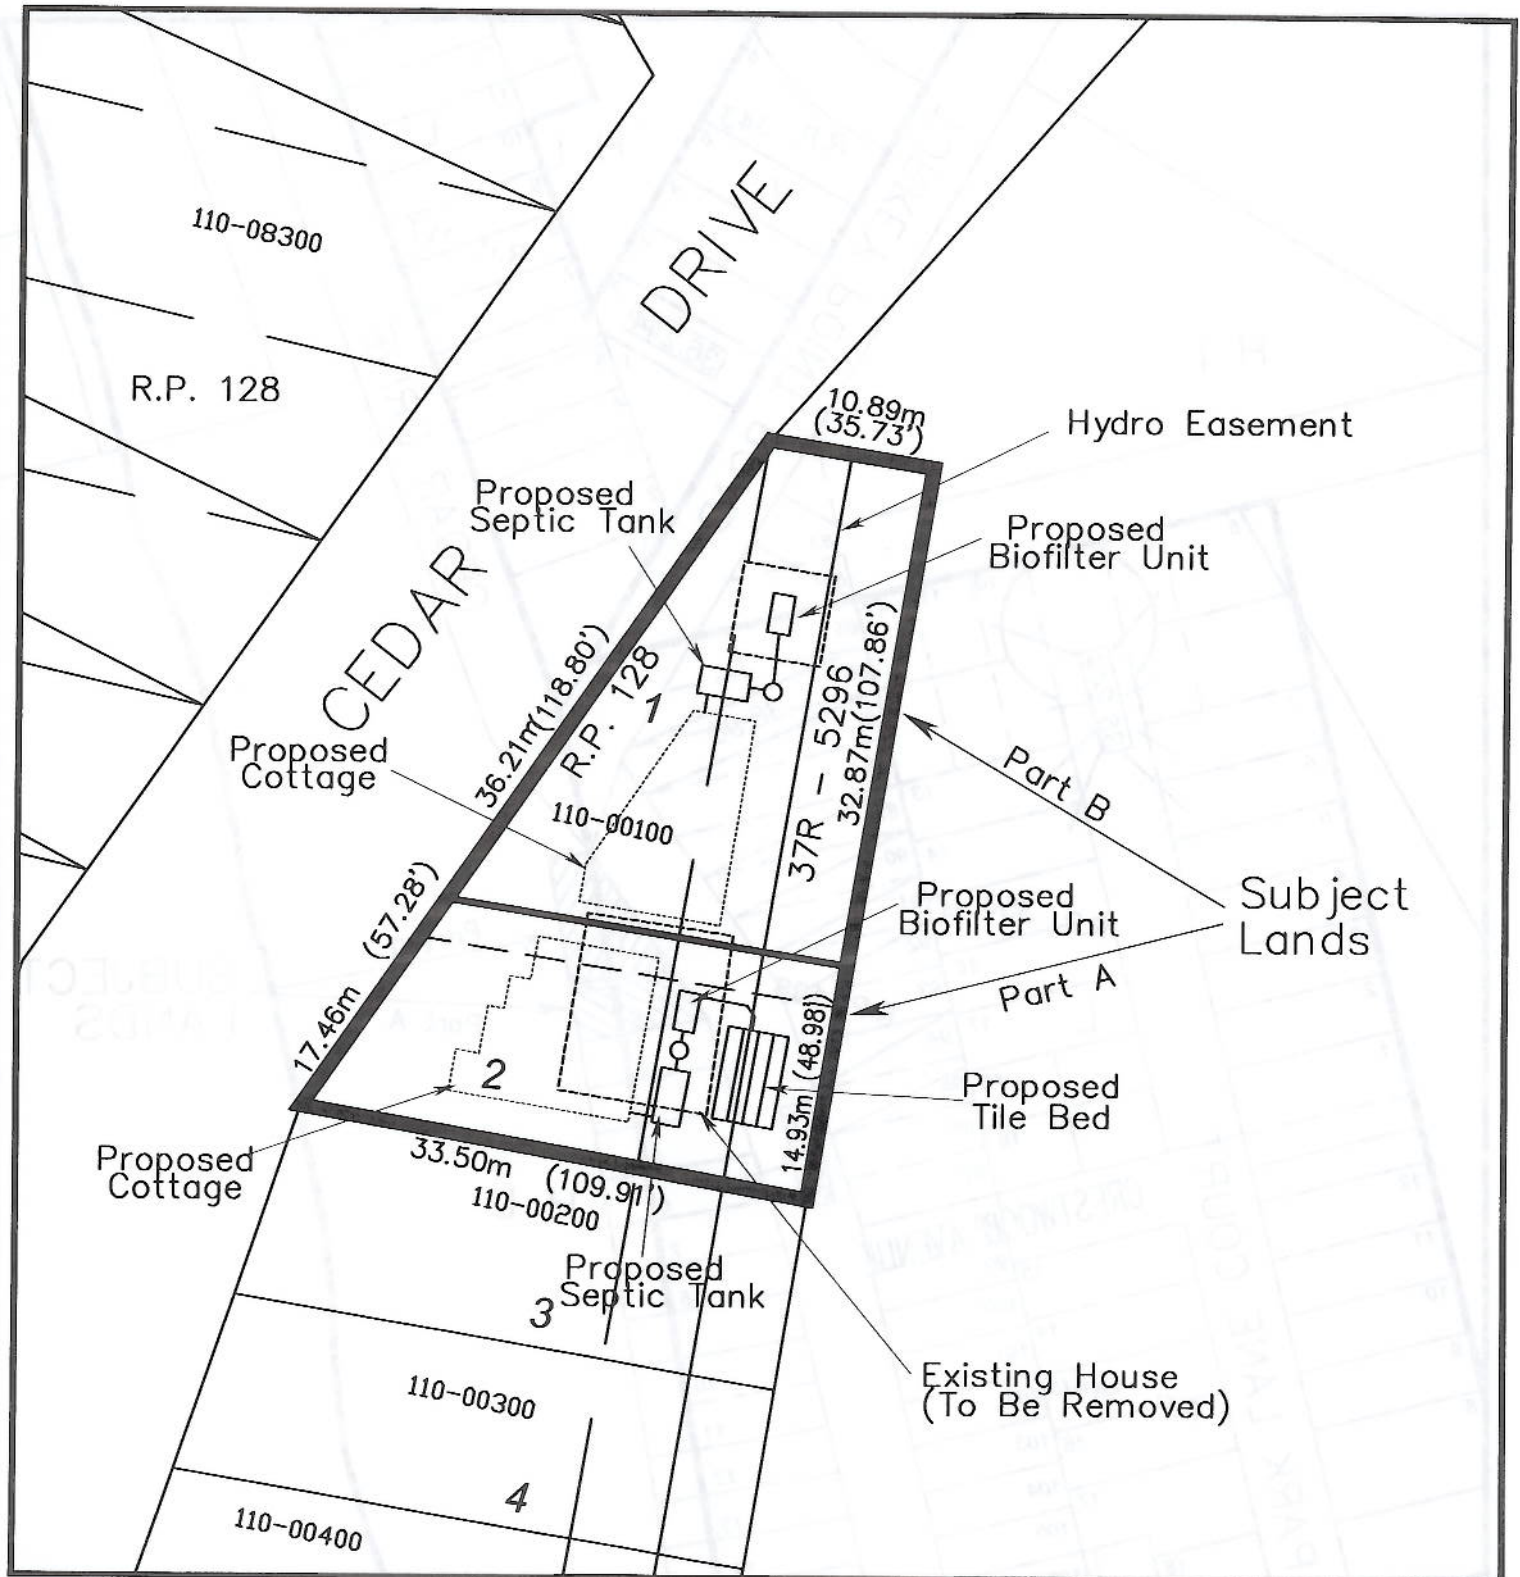 110-08300
R.P. 128
CEDAR DRIVE
10.89m
(35.73')
Hydro Easement
Proposed
Septic Tank
Proposed
Biofilter Unit
36.21m(118.80')
R.P. 128
1
37R - 5296
32.87m(107.86')
Proposed
Cottage
110-00100
Part B
Subject
Lands
Part A
Proposed
Biofilter Unit
17.46m (57.28')
2
14.93m (48.98')
Proposed
Tile Bed
Proposed
Cottage
33.50m (109.91')
110-00200
Proposed
Septic Tank
3
Existing House
(To Be Removed)
110-00300
4
110-00400